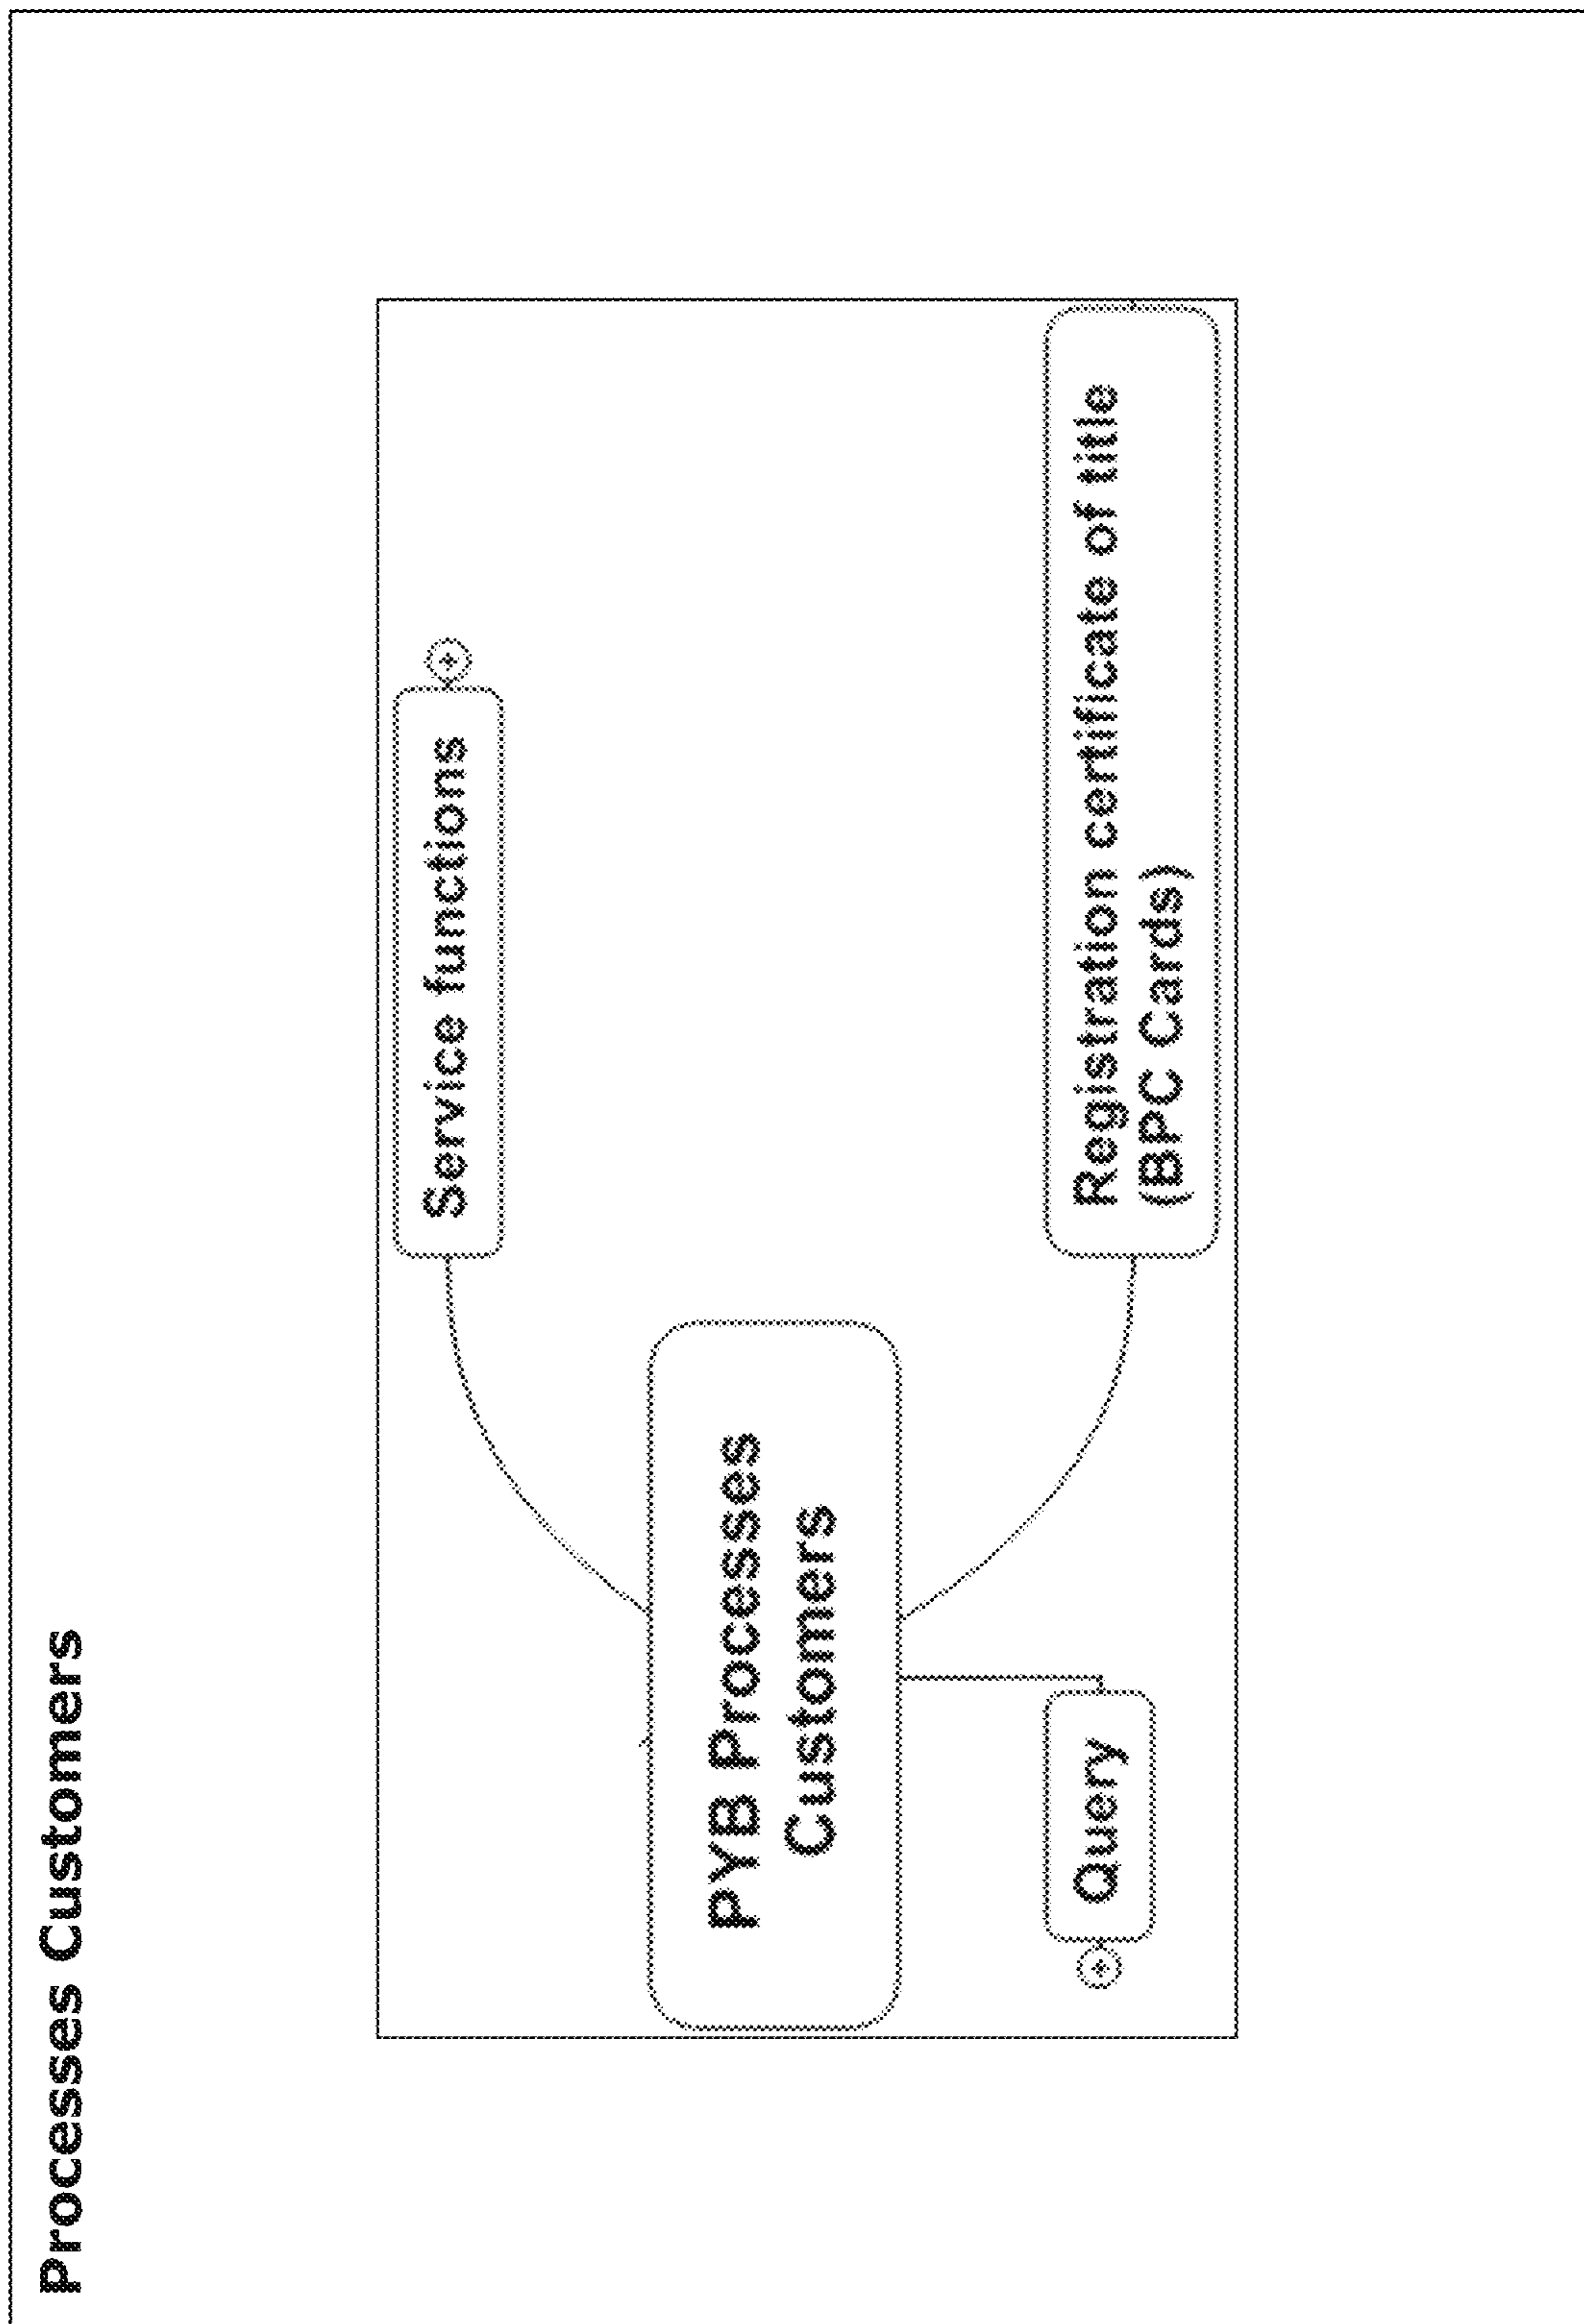 Processes Customers
Service functions
PYB Processes
Customers
Query
Registration certificate of title
(BPC Cards)